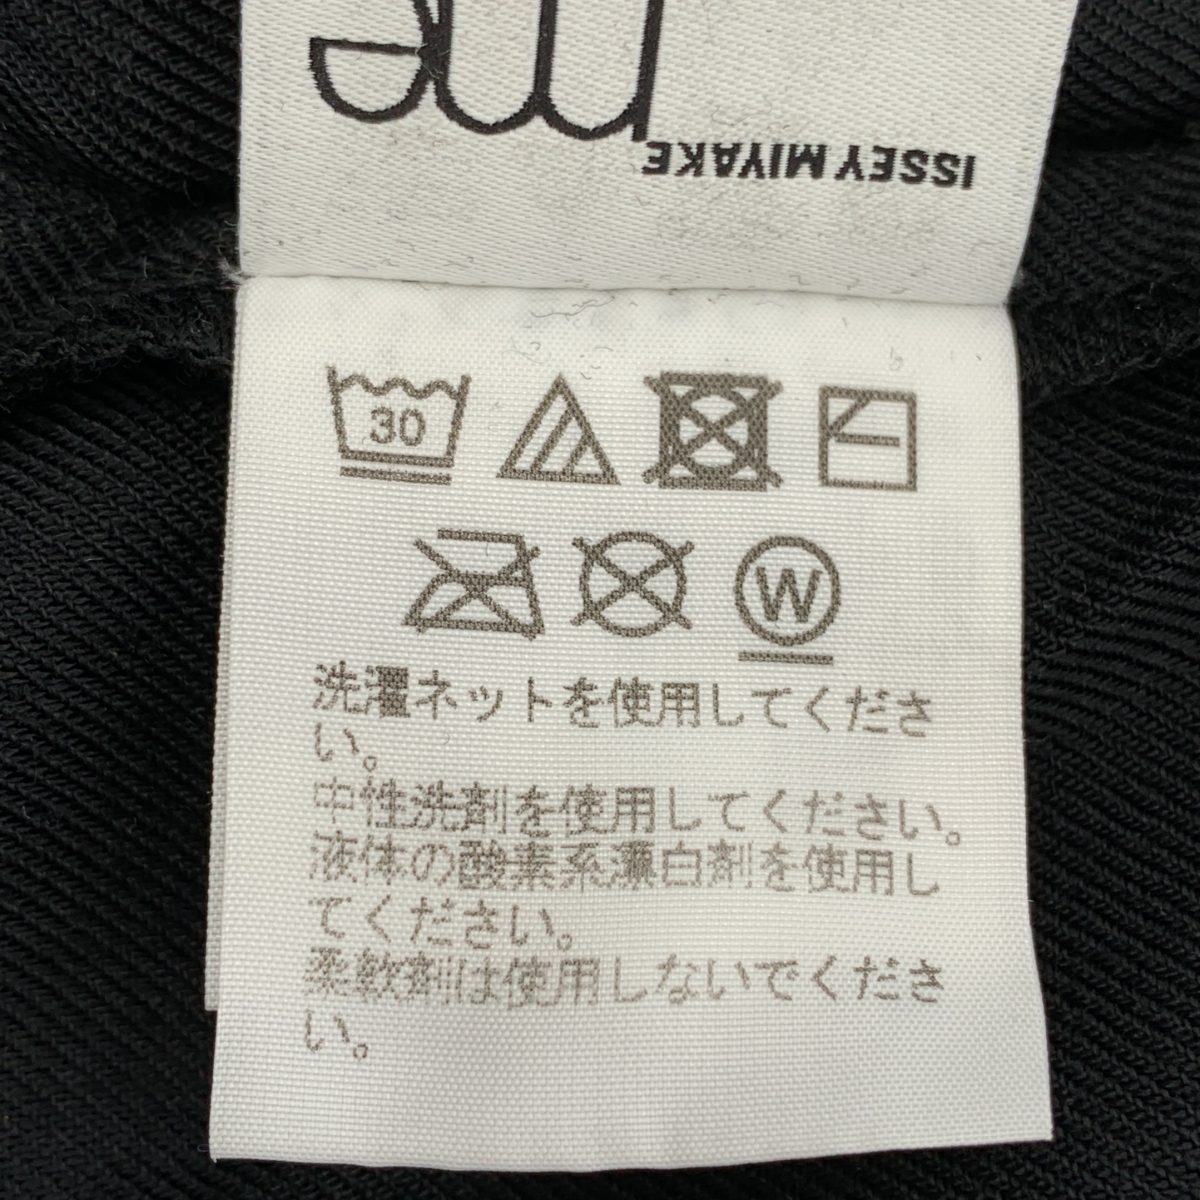 me
ISSEY MIYAKE
30
W
洗濯ネットを使用してくださ
い。
中性洗剤を使用してください。
液体の酸素系漂白剤を使用し
てください。
柔軟剤は使用しないでくださ
い。